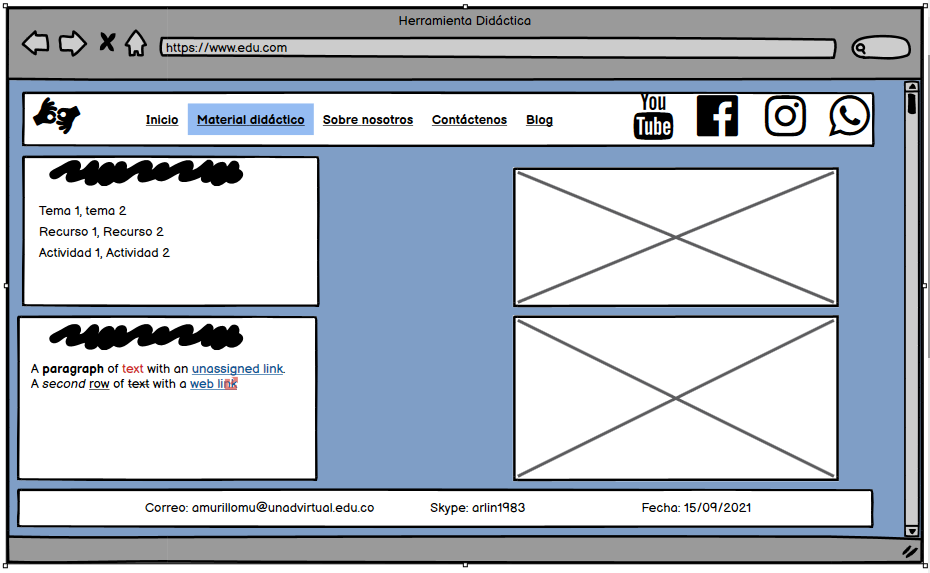 Herramienta Didáctica
https://www.edu.com
Inicio Material didáctico Sobre nosotros Contáctenos Blog You Tube
Tema 1, tema 2
Recurso 1, Recurso 2
Actividad 1, Actividad 2
A paragraph of text with an unassigned link.
A second row of text with a web link
Correo: amurillomu@unadvirtual.edu.co Skype: arlin1983 Fecha: 15/09/2021